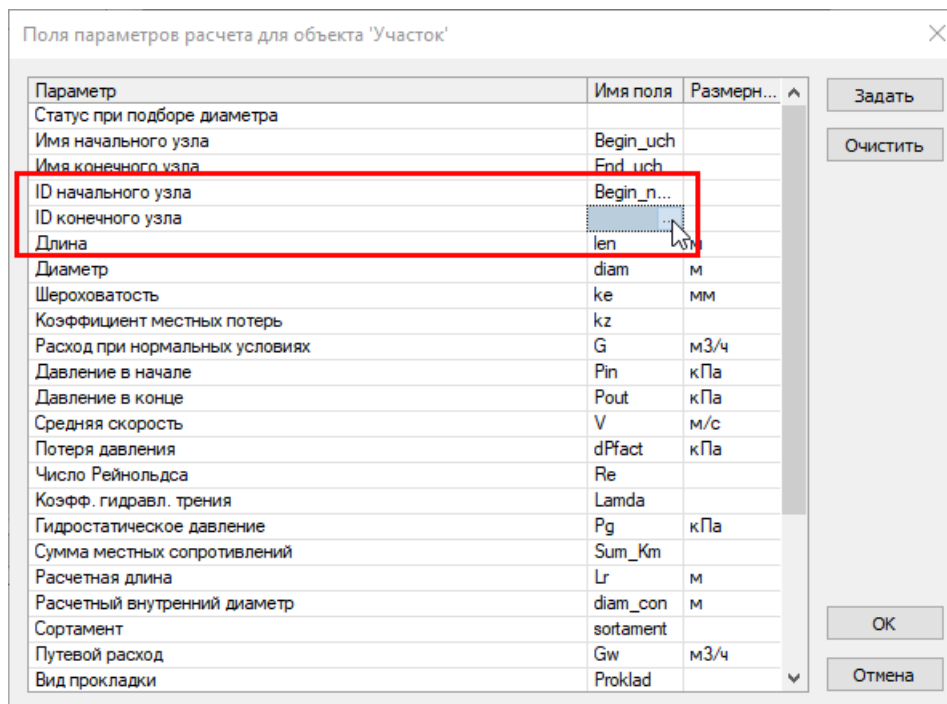 Поля параметров расчета для объекта 'Участок'
Параметр Имя поля Размерн...
Задать
Статус при подборе диаметра
Имя начального узла Begin_uch
Очистить
Имя конечного узла End_uch
ID начального узла Begin_n...
ID конечного узла ...
Длина len м
Диаметр diam м
Шероховатость ke мм
Коэффициент местных потерь kz
Расход при нормальных условиях G м3/ч
Давление в начале Pin кПа
Давление в конце Pout кПа
Средняя скорость V м/с
Потеря давления dPfact кПа
Число Рейнольдса Re
Коэфф. гидравл. трения Lamda
Гидростатическое давление Pg кПа
Сумма местных сопротивлений Sum_Km
Расчетная длина Lr м
Расчетный внутренний диаметр diam_con м
Сортамент sortament
OK
Путевой расход Gw м3/ч
Вид прокладки Proklad
Отмена